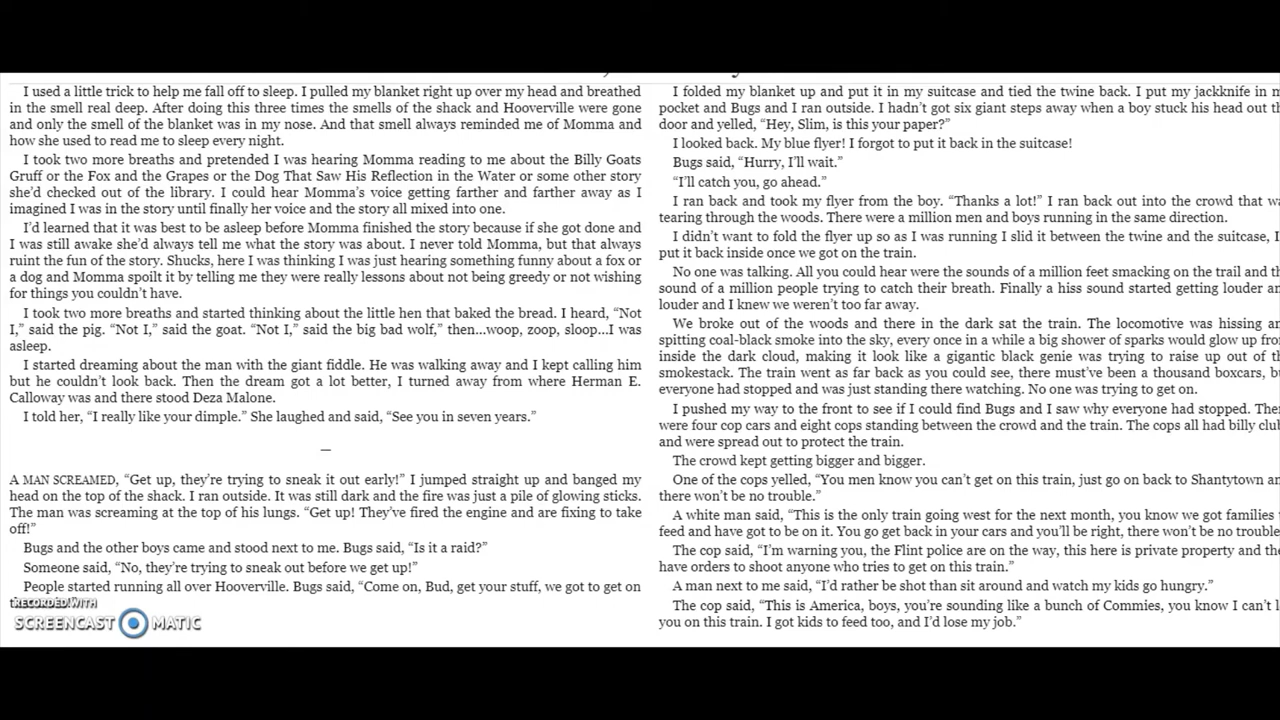 I used a little trick to help me fall off to sleep. I pulled my blanket right up over my head and breathed
in the smell real deep. After doing this three times the smells of the shack and Hooverville were gone
and only the smell of the blanket was in my nose. And that smell always reminded me of Momma and
how she used to read me to sleep every night.
I took two more breaths and pretended I was hearing Momma reading to me about the Billy Goats
Gruff or the Fox and the Grapes or the Dog That Saw His Reflection in the Water or some other story
she’d checked out of the library. I could hear Momma’s voice getting farther and farther away as I
imagined I was in the story until finally her voice and the story all mixed into one.
I’d learned that it was best to be asleep before Momma finished the story because if she got done and
I was still awake she’d always tell me what the story was about. I never told Momma, but that always
ruint the fun of the story. Shucks, here I was thinking I was just hearing something funny about a fox or
a dog and Momma spoilt it by telling me they were really lessons about not being greedy or not wishing
for things you couldn’t have.
I took two more breaths and started thinking about the little hen that baked the bread. I heard, “Not
I,” said the pig. “Not I,” said the goat. “Not I,” said the big bad wolf,” then...woop, zoop, sloop...I was
asleep.
I started dreaming about the man with the giant fiddle. He was walking away and I kept calling him
but he couldn’t look back. Then the dream got a lot better, I turned away from where Herman E.
Calloway was and there stood Deza Malone.
I told her, “I really like your dimple.” She laughed and said, “See you in seven years.”
—
A MAN SCREAMED, “Get up, they’re trying to sneak it out early!” I jumped straight up and banged my
head on the top of the shack. I ran outside. It was still dark and the fire was just a pile of glowing sticks.
The man was screaming at the top of his lungs. “Get up! They’ve fired the engine and are fixing to take
off!”
Bugs and the other boys came and stood next to me. Bugs said, “Is it a raid?”
Someone said, “No, they’re trying to sneak out before we get up!”
People started running all over Hooverville. Bugs said, “Come on, Bud, get your stuff, we got to get on
RECORDED WITH
SCREENCAST MATIC
I folded my blanket up and put it in my suitcase and tied the twine back. I put my jackknife in m
pocket and Bugs and I ran outside. I hadn’t got six giant steps away when a boy stuck his head out th
door and yelled, “Hey, Slim, is this your paper?”
I looked back. My blue flyer! I forgot to put it back in the suitcase!
Bugs said, “Hurry, I’ll wait.”
“I’ll catch you, go ahead.”
I ran back and took my flyer from the boy. “Thanks a lot!” I ran back out into the crowd that wa
tearing through the woods. There were a million men and boys running in the same direction.
I didn’t want to fold the flyer up so as I was running I slid it between the twine and the suitcase, I
put it back inside once we got on the train.
No one was talking. All you could hear were the sounds of a million feet smacking on the trail and th
sound of a million people trying to catch their breath. Finally a hiss sound started getting louder an
louder and I knew we weren’t too far away.
We broke out of the woods and there in the dark sat the train. The locomotive was hissing an
spitting coal-black smoke into the sky, every once in a while a big shower of sparks would glow up fro
inside the dark cloud, making it look like a gigantic black genie was trying to raise up out of th
smokestack. The train went as far back as you could see, there must’ve been a thousand boxcars, bu
everyone had stopped and was just standing there watching. No one was trying to get on.
I pushed my way to the front to see if I could find Bugs and I saw why everyone had stopped. Ther
were four cop cars and eight cops standing between the crowd and the train. The cops all had billy club
and were spread out to protect the train.
The crowd kept getting bigger and bigger.
One of the cops yelled, “You men know you can’t get on this train, just go on back to Shantytown an
there won’t be no trouble.”
A white man said, “This is the only train going west for the next month, you know we got families
feed and have got to be on it. You go get back in your cars and you’ll be right, there won’t be no trouble
The cop said, “I’m warning you, the Flint police are on the way, this here is private property and the
have orders to shoot anyone who tries to get on this train.”
A man next to me said, “I’d rather be shot than sit around and watch my kids go hungry.”
The cop said, “This is America, boys, you’re sounding like a bunch of Commies, you know I can’t l
you on this train. I got kids to feed too, and I’d lose my job.”